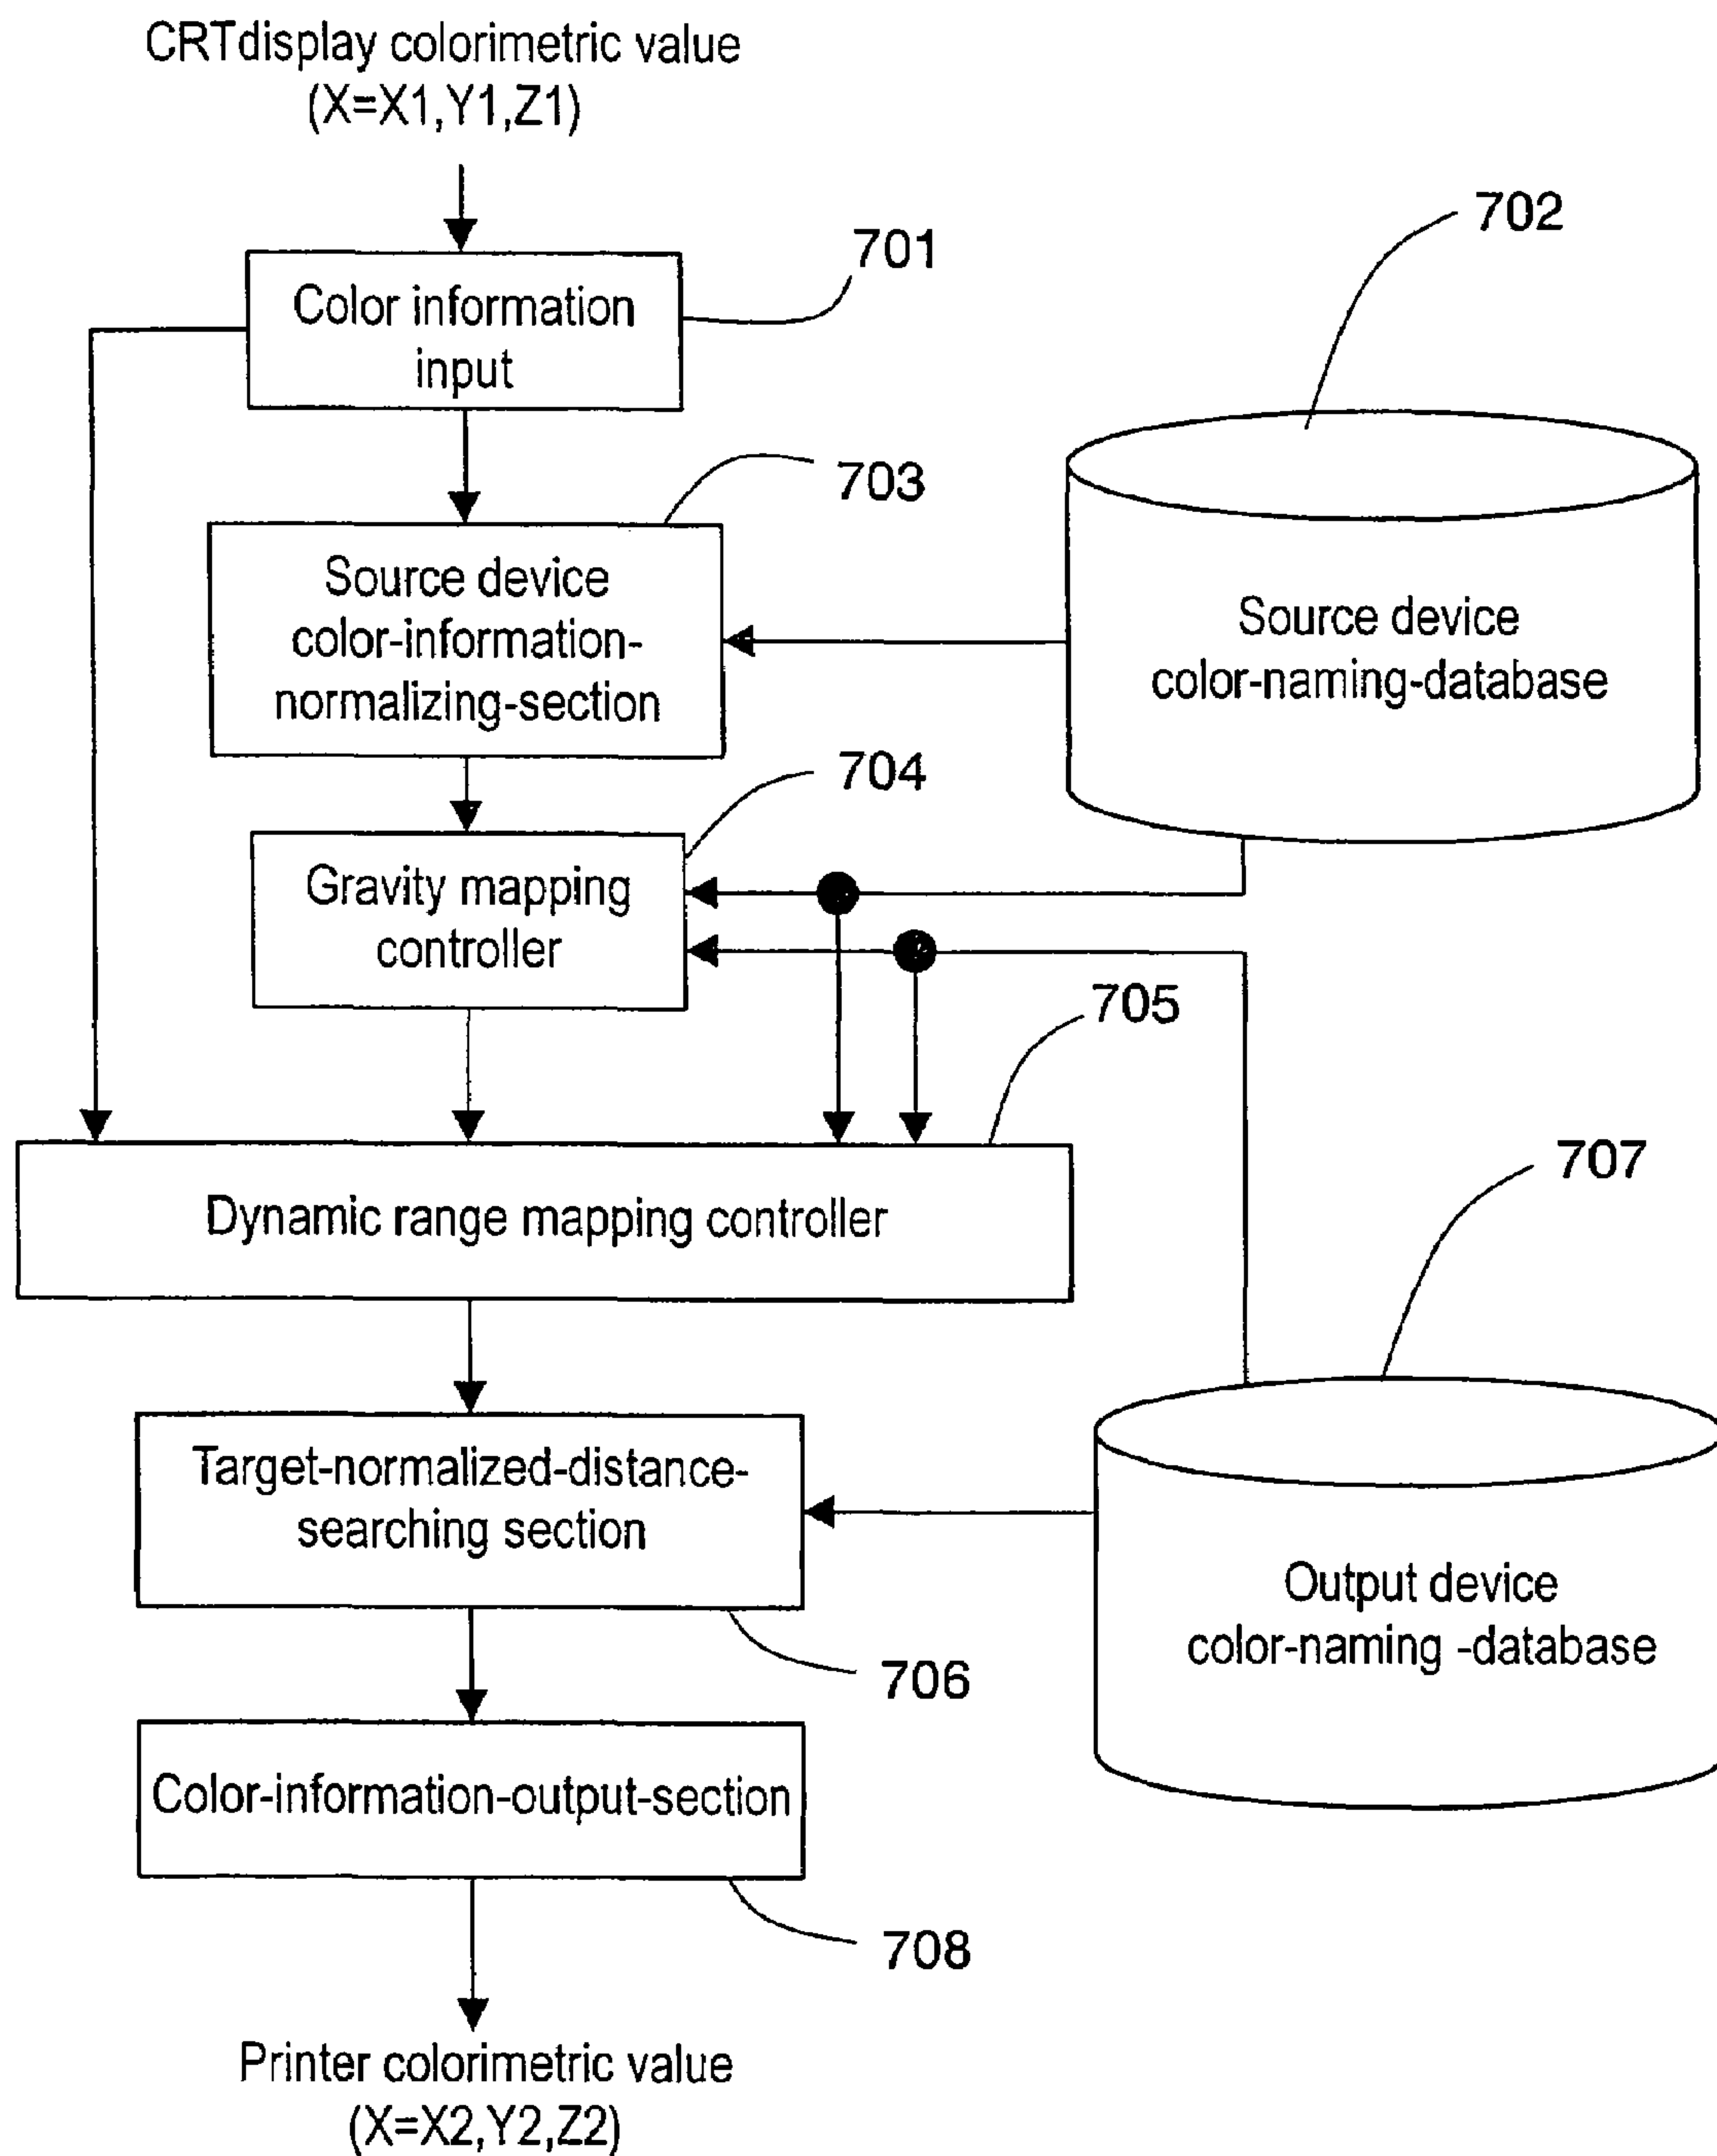 CRTdisplay colorimetric value
(X=X1,Y1,Z1)
701
702
Color information
input
703
Source device
color-information-
normalizing-section
Source device
color-naming-database
704
Gravity mapping
controller
705
707
Dynamic range mapping controller
Target-normalized-distance-
searching section
Output device
color-naming -database
706
Color-information-output-section
708
Printer colorimetric value
(X=X2,Y2,Z2)